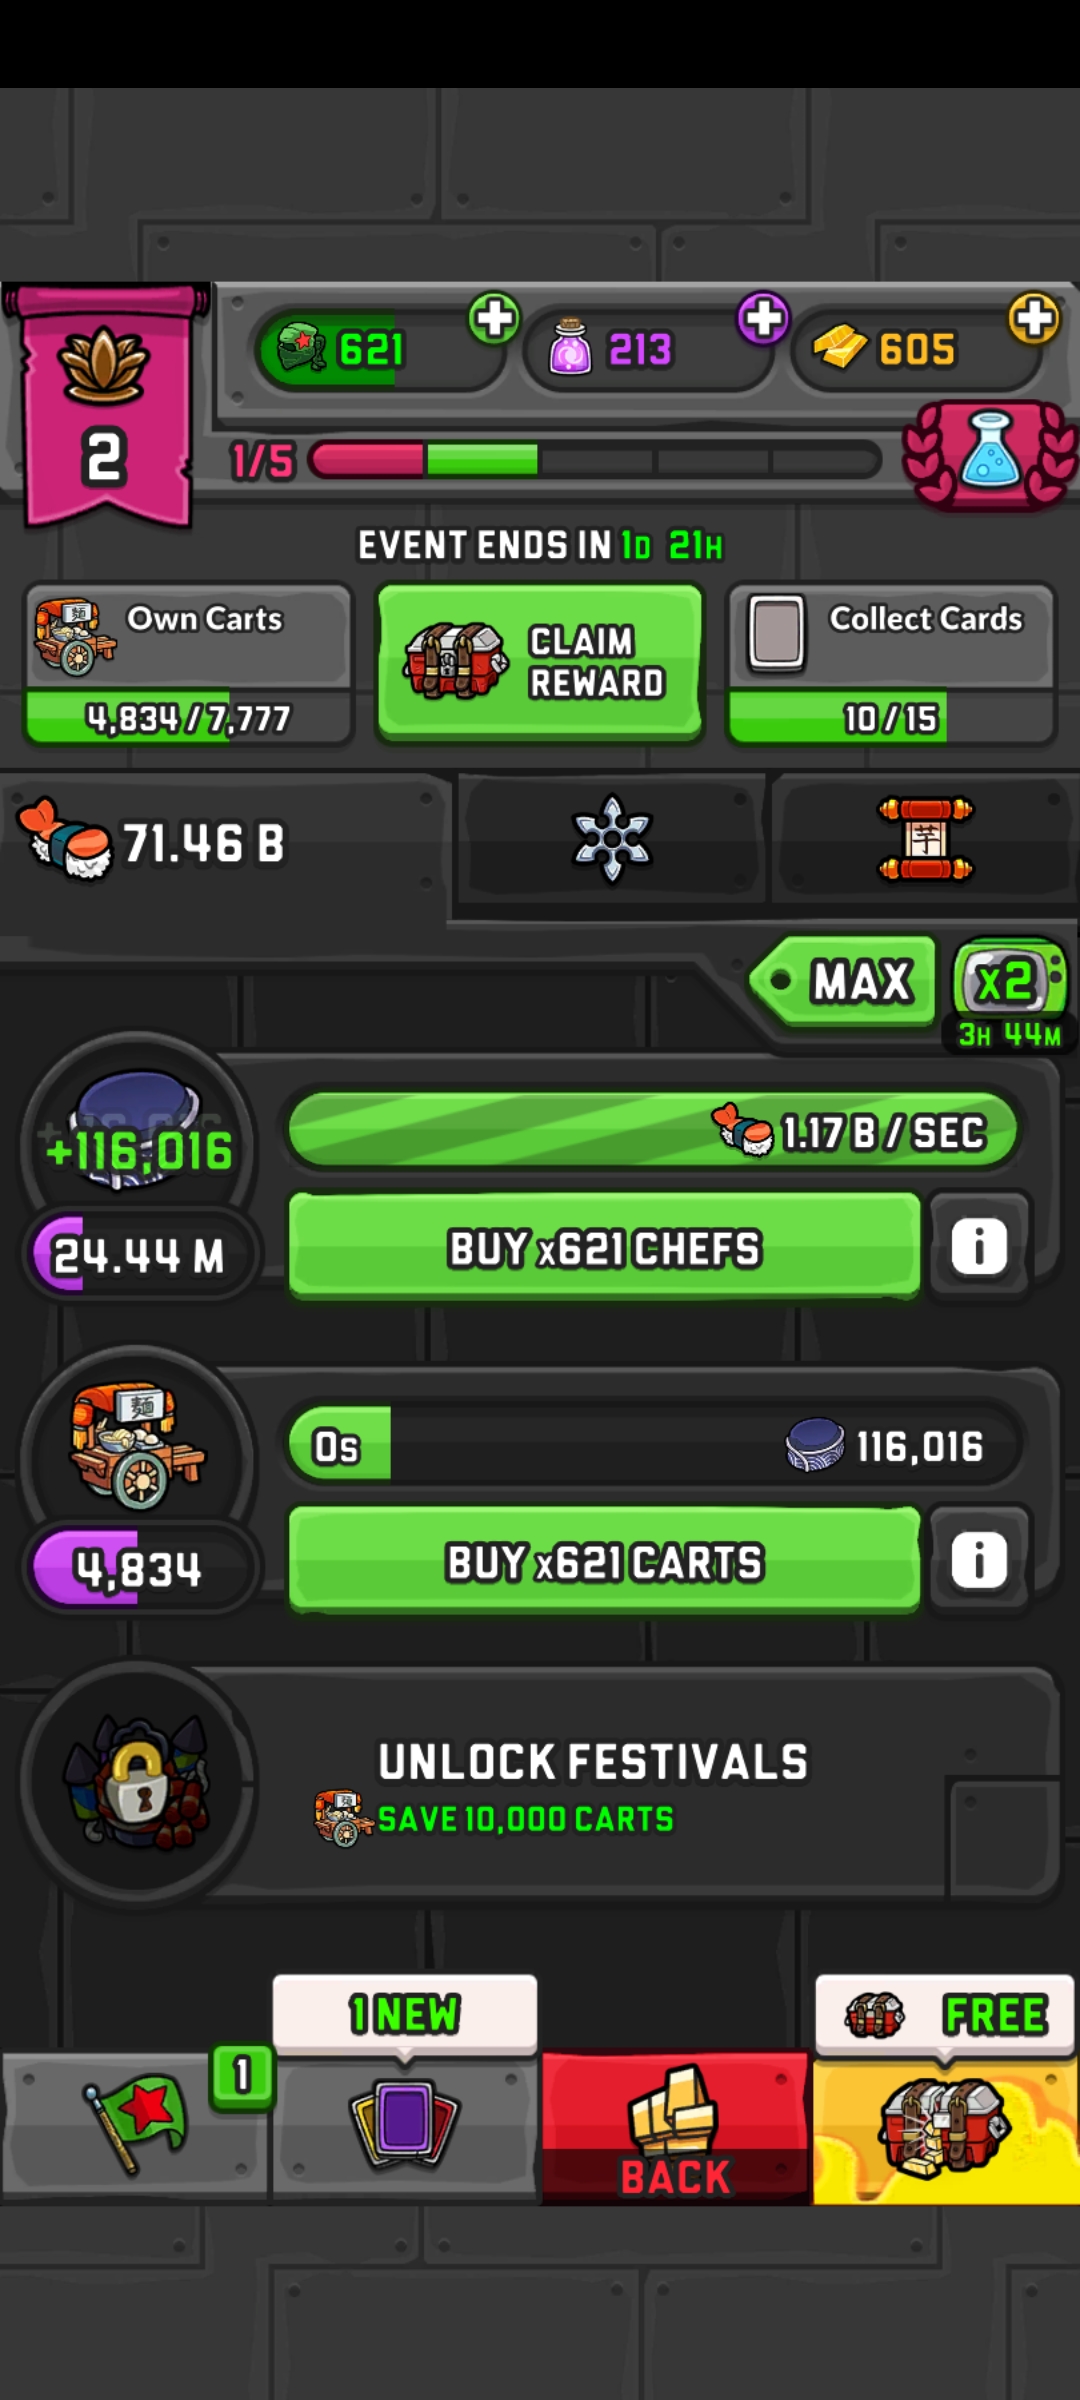 621
213
605
2
1/5
EVENT ENDS IN 1D 21H
Own Carts
4,834 / 7,777
CLAIM
REWARD
Collect Cards
10 / 15
71.46 B
芋
MAX
x2
3H 44M
+116,016
1.17 B / SEC
24.44 M
BUY x621 CHEFS
i
麺
0s
116,016
4,834
BUY x621 CARTS
i
UNLOCK FESTIVALS
SAVE 10,000 CARTS
1 NEW
FREE
1
BACK